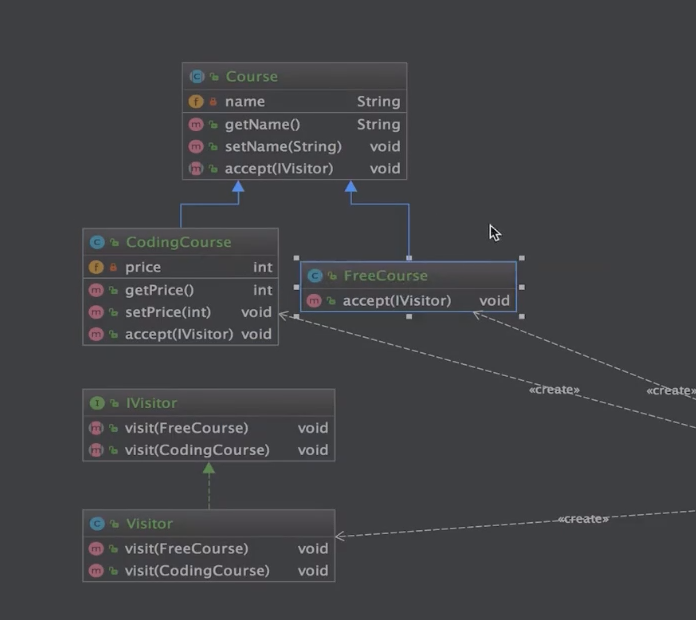 Course
name String
getName() String
setName(String) void
accept(IVisitor) void
CodingCourse
price int
getPrice() int
setPrice(int) void
accept(IVisitor) void
FreeCourse
accept(IVisitor) void
«create»
«create»
IVisitor
visit(FreeCourse) void
visit(CodingCourse) void
«create»
Visitor
visit(FreeCourse) void
visit(CodingCourse) void